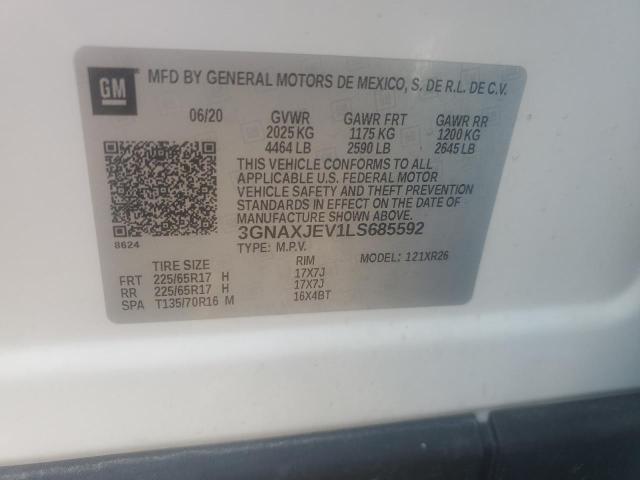 GM
MFD BY GENERAL MOTORS DE MEXICO, S. DE R.L. DE C.V.
06/20 GVWR GAWR FRT GAWR RR
2025 KG 1175 KG 1200 KG
4464 LB 2590 LB 2645 LB
THIS VEHICLE CONFORMS TO ALL
APPLICABLE U.S. FEDERAL MOTOR
VEHICLE SAFETY AND THEFT PREVENTION
STANDARDS IN EFFECT ON THE DATE OF
MANUFACTURE SHOWN ABOVE.
3GNAXJEV1LS685592
8624
TYPE: M.P.V. MODEL: 121XR26
TIRE SIZE RIM
FRT 225/65R17 H 17X7J
RR 225/65R17 H 17X7J
SPA T135/70R16 M 16X4BT